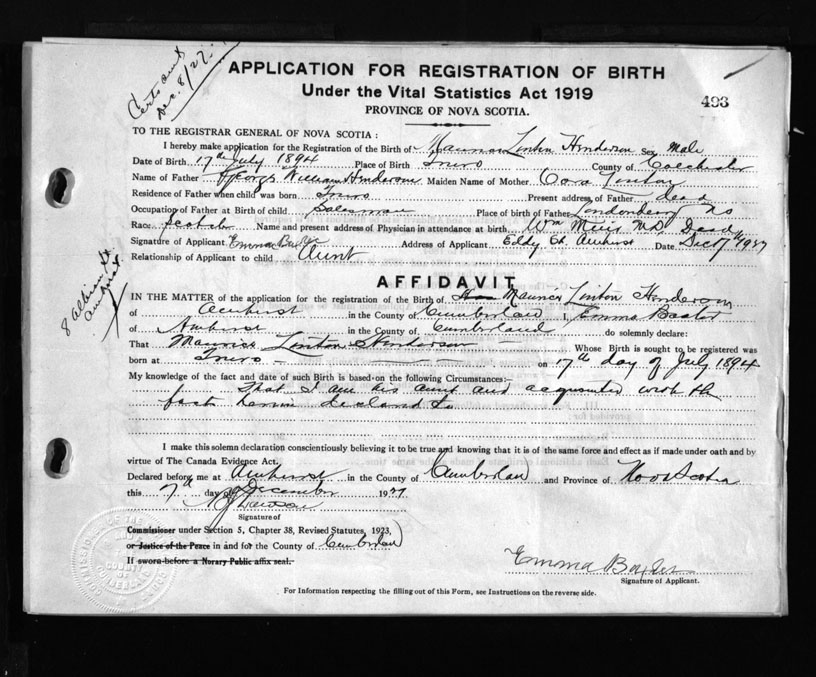 Certs sent
Dec. 8/27.
APPLICATION FOR REGISTRATION OF BIRTH
Under the Vital Statistics Act 1919
493
PROVINCE OF NOVA SCOTIA.
TO THE REGISTRAR GENERAL OF NOVA SCOTIA :
I hereby make application for the Registration of the Birth of Maurice Linton Henderson sex Male
Date of Birth 17th July 1894 Place of Birth Truro County of Colchester
Name of Father George William Henderson Maiden Name of Mother Cora
Residence of Father when child was born Truro Present address of Father dead
Occupation of Father at Birth of child Salesman Place of birth of Father Londonderry NS
Race Scotch Name and present address of Physician in attendance at birth Wm Muir MD Dead
Signature of Applicant Emma Baxter Address of Applicant Eddy St. Amherst Date Dec 7th 1927
Relationship of Applicant to child Aunt
8 Albion St
Amherst
AFFIDAVIT
IN THE MATTER of the application for the registration of the Birth of Maurice Linton Henderson
of Amherst in the County of Cumberland Emma Baxter
of Amherst in the County of Cumberland do solemnly declare:
That Maurice Linton Henderson Whose Birth is sought to be registered was
born at Truro on 17th day of July 1894
My knowledge of the fact and date of such Birth is based on the following Circumstances:—
That I am his aunt and acquainted with the
facts herein declared to
I make this solemn declaration conscientiously believing it to be true and knowing that it is of the same force and effect as if made under oath and by
virtue of The Canada Evidence Act.
Declared before me at Amherst in the County of Cumberland and Province of Nova Scotia
this 7th day of December 1927
Signature of
Commissioner under Section 5, Chapter 38, Revised Statutes, 1923,
or Justice of the Peace in and for the County of Cumberland
If sworn before a Notary Public affix seal.
Emma Baxter
Signature of Applicant.
For Information respecting the filling out of this Form, see Instructions on the reverse side.